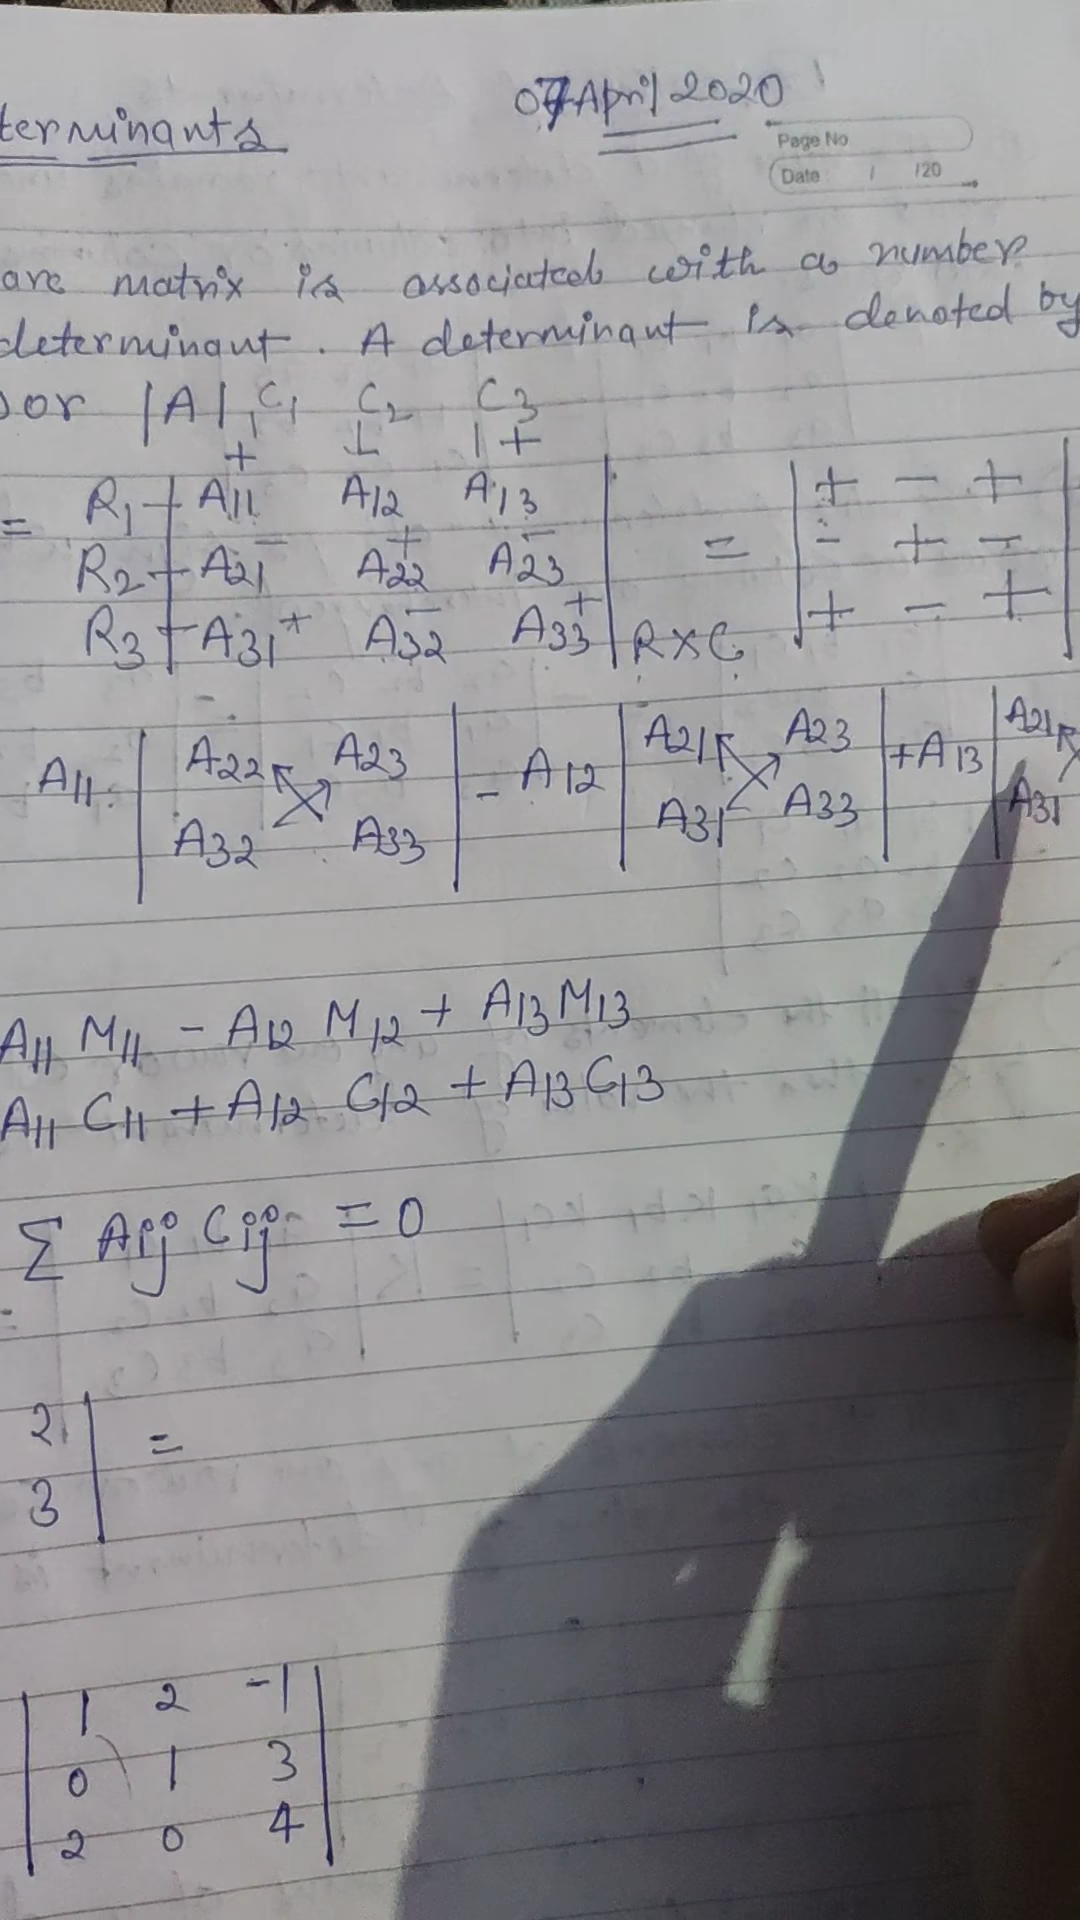 terminants
07 April 2020
Page No
Date / /20
are matrix is associated with a number
determinant. A determinant is denoted by
or |A| C1 C2 C3
+ - +
= R1 A11 A12 A13 = + - +
R2 A21 - A22 + A23 - - + -
R3 A31 + A32 - A33 + R×C + - +
A11 | A22 A23 | - A12 | A21 A23 | + A13 | A21
A32 A33 A31 A33 A31
A11 M11 - A12 M12 + A13 M13
A11 C11 + A12 C12 + A13 C13
Σ Aij Cij = 0
2 | =
3
| 1 2 -1 |
0 1 3
2 0 4